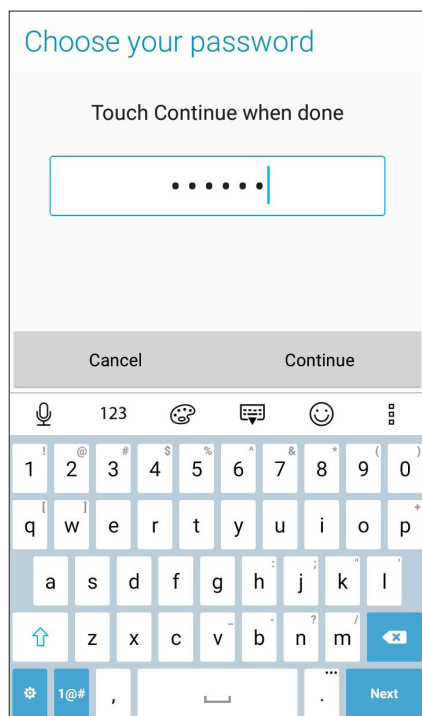 Choose your password
Touch Continue when done
••••••
Cancel Continue
123
! @ # $ % ^ & * ( )
1 2 3 4 5 6 7 8 9 0
[ ] +
q w e r t y u i o p
: ; " '
a s d f g h j k l
_ - ? /
z x c v b n m
1@# , . ... Next